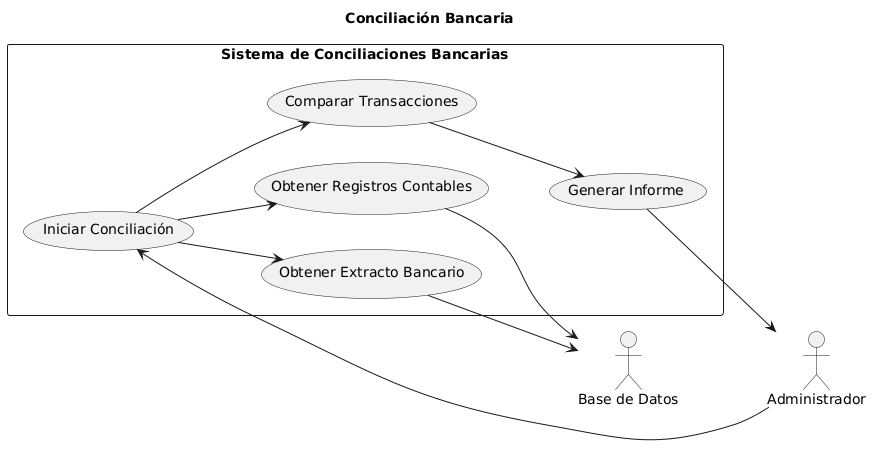 Conciliación Bancaria
Sistema de Conciliaciones Bancarias
Comparar Transacciones
Obtener Registros Contables
Generar Informe
Iniciar Conciliación
Obtener Extracto Bancario
Base de Datos
Administrador